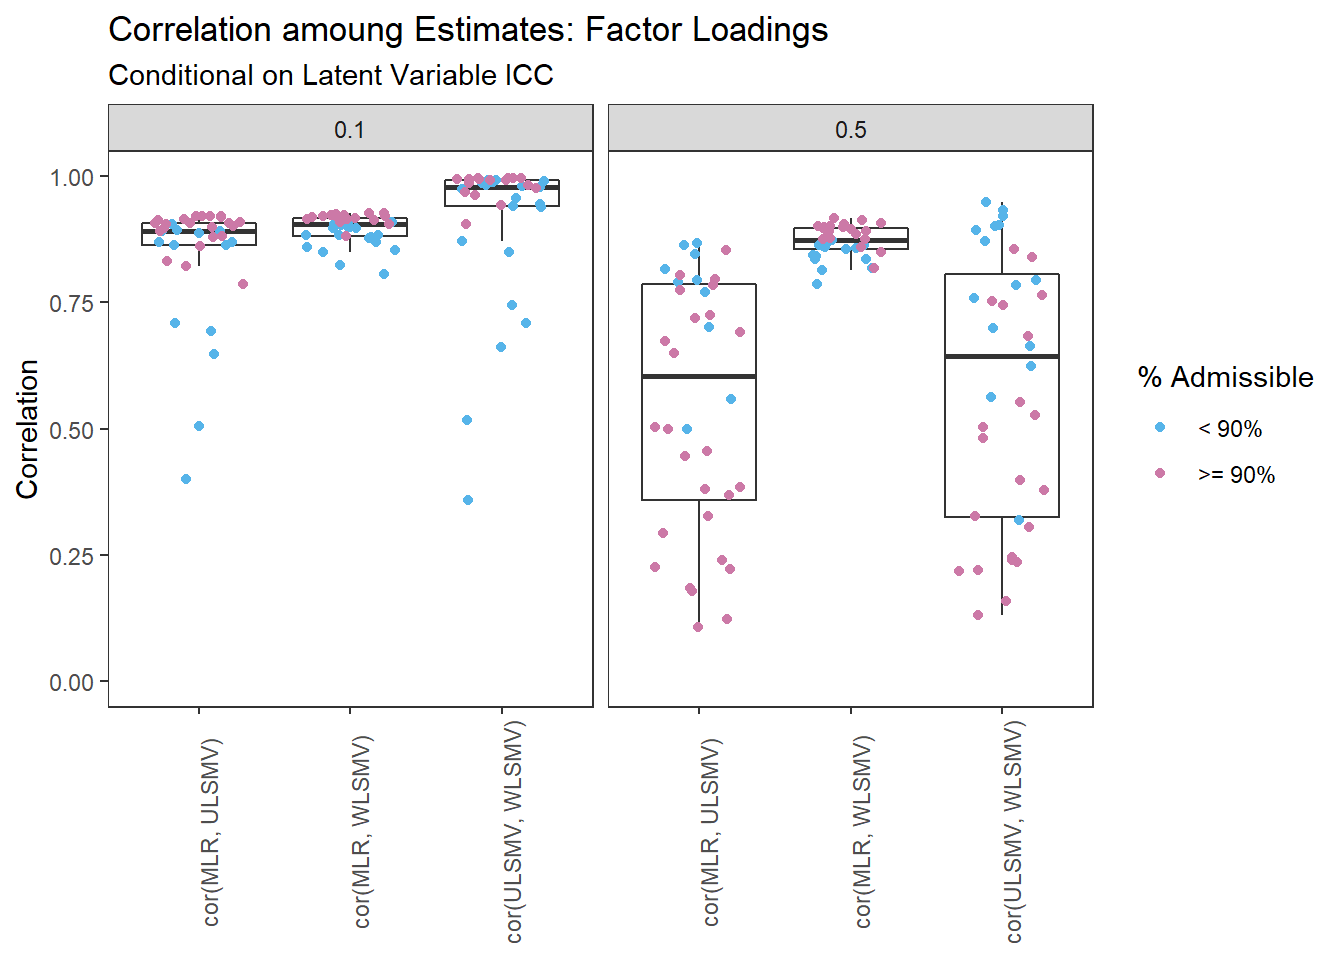 Correlation amoung Estimates: Factor Loadings
Conditional on Latent Variable ICC
0.1
0.5
1.00
0.75
0.50
0.25
0.00
Correlation
cor(MLR, ULSMV)
cor(MLR, WLSMV)
cor(ULSMV, WLSMV)
cor(MLR, ULSMV)
cor(MLR, WLSMV)
cor(ULSMV, WLSMV)
% Admissible
< 90%
>= 90%